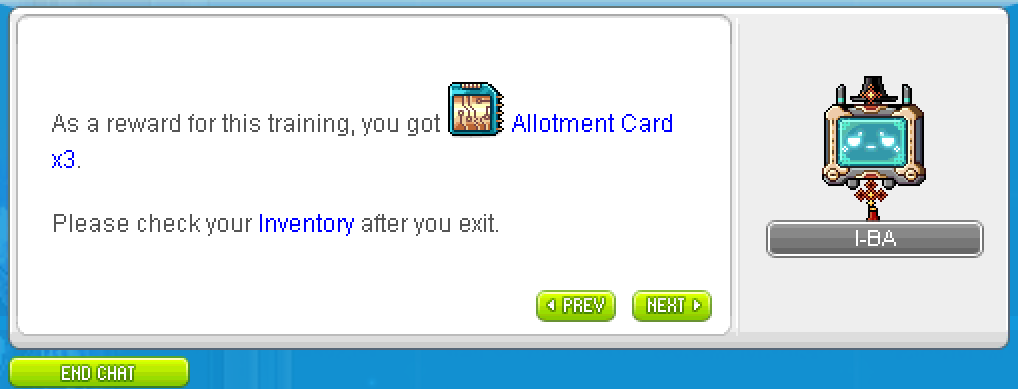 As a reward for this training, you got Allotment Card
x3.
Please check your Inventory after you exit.
I-BA
PREV
NEXT
END CHAT